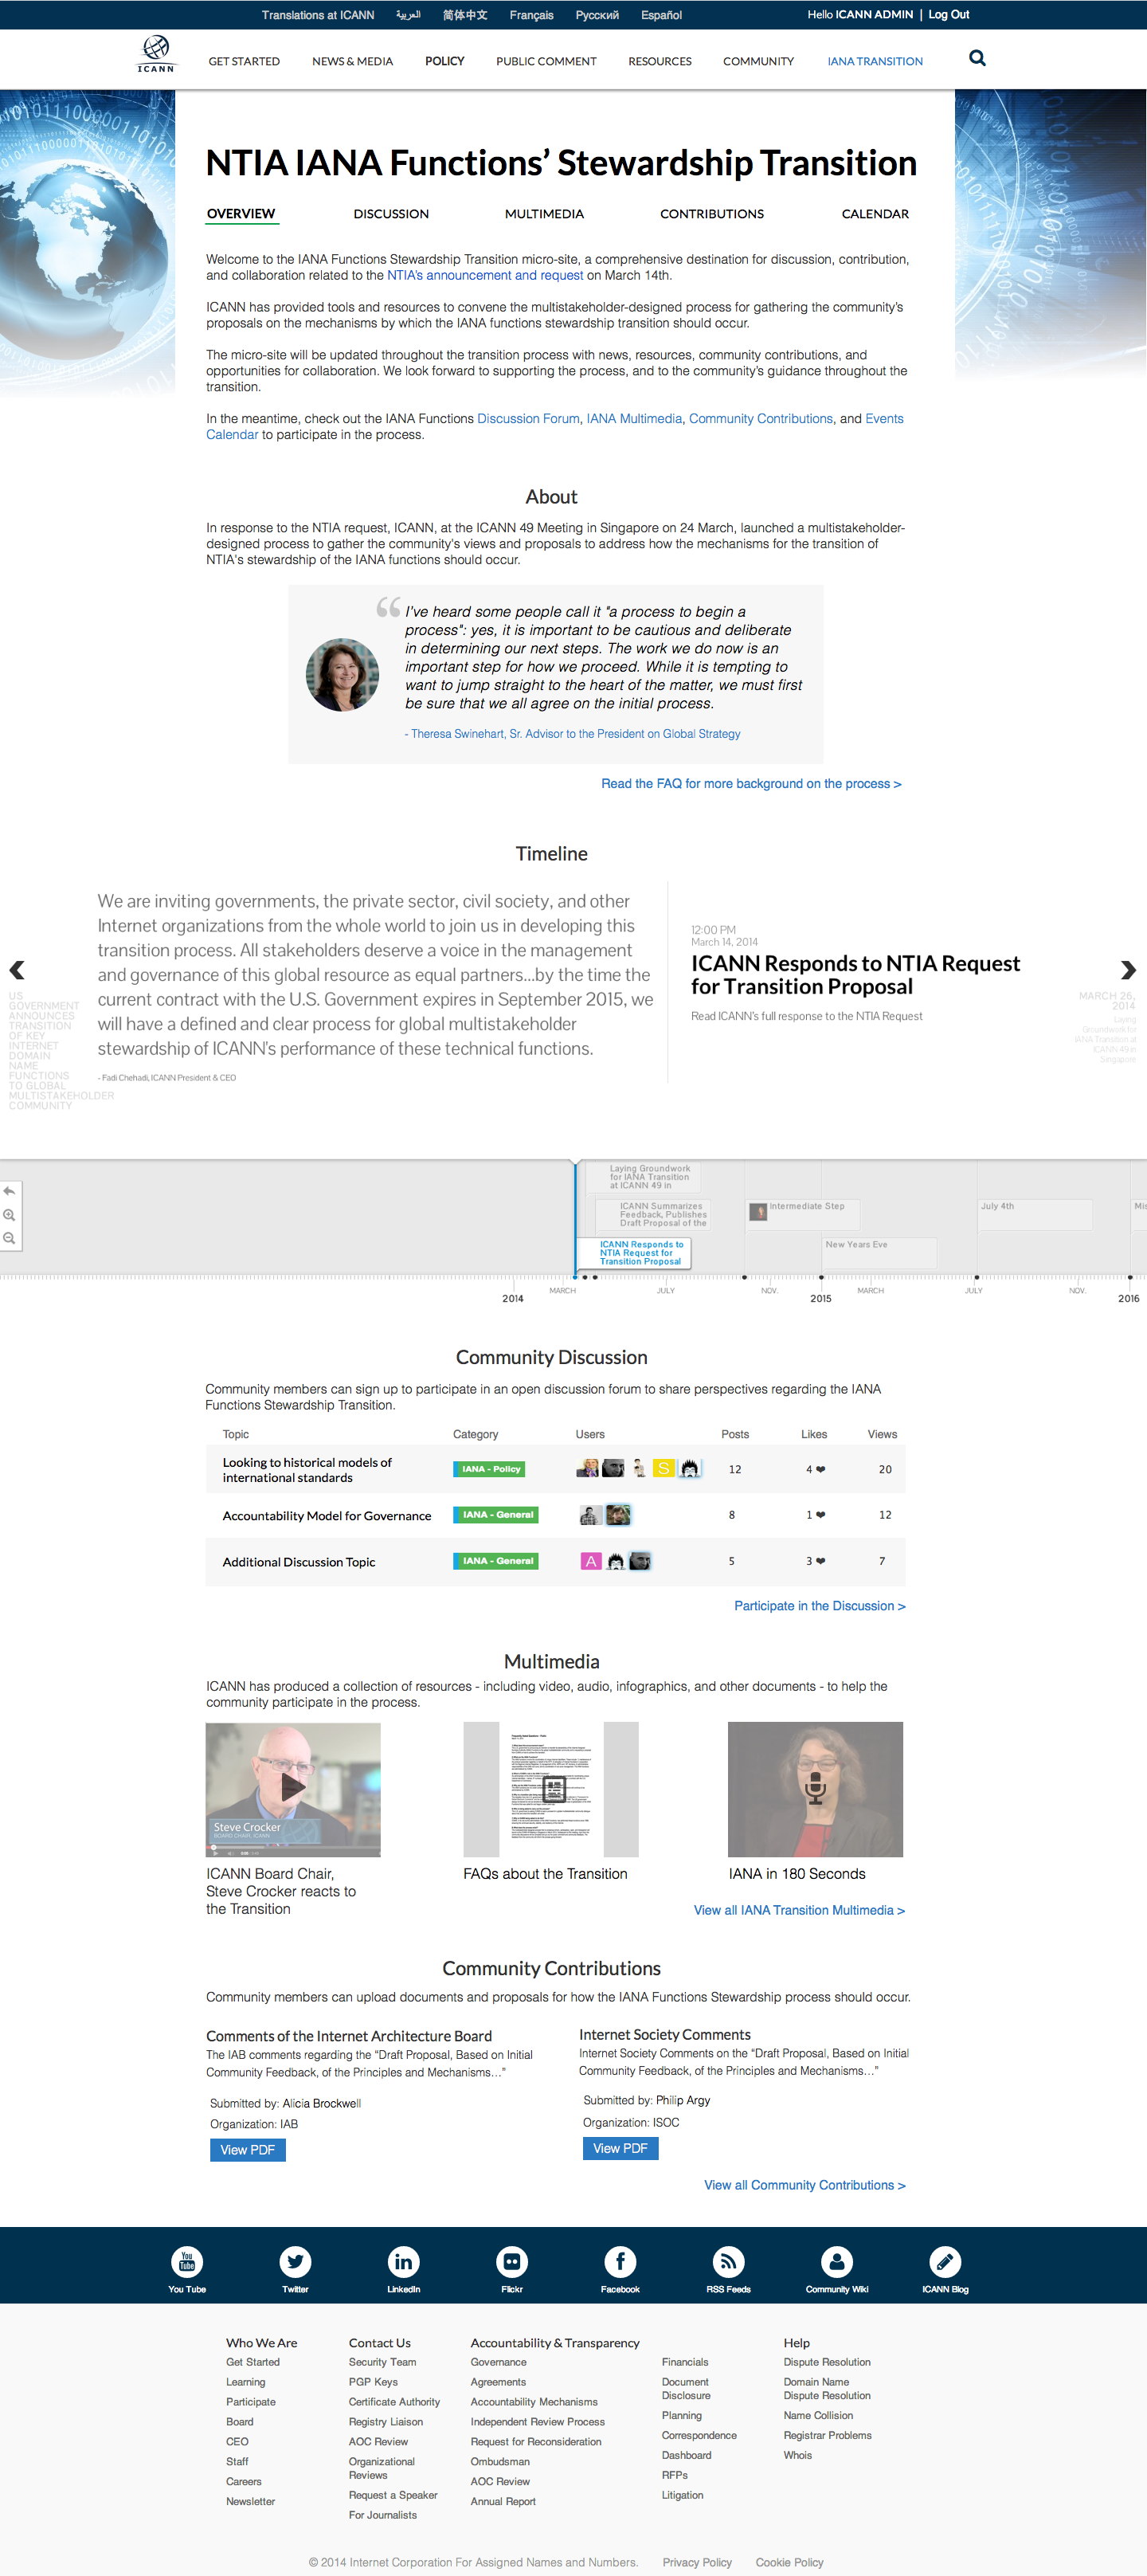 Translations at ICANN العربية 简体中文 Français Русский Español Hello ICANN ADMIN | Log Out
ICANN
GET STARTED NEWS & MEDIA POLICY PUBLIC COMMENT RESOURCES COMMUNITY IANA TRANSITION
NTIA IANA Functions’ Stewardship Transition
OVERVIEW DISCUSSION MULTIMEDIA CONTRIBUTIONS CALENDAR
Welcome to the IANA Functions Stewardship Transition micro-site, a comprehensive destination for discussion, contribution,
and collaboration related to the NTIA’s announcement and request on March 14th.
ICANN has provided tools and resources to convene the multistakeholder-designed process for gathering the community’s
proposals on the mechanisms by which the IANA functions stewardship transition should occur.
The micro-site will be updated throughout the transition process with news, resources, community contributions, and
opportunities for collaboration. We look forward to supporting the process, and to the community’s guidance throughout the
transition.
In the meantime, check out the IANA Functions Discussion Forum, IANA Multimedia, Community Contributions, and Events
Calendar to participate in the process.
About
In response to the NTIA request, ICANN, at the ICANN 49 Meeting in Singapore on 24 March, launched a multistakeholder-
designed process to gather the community's views and proposals to address how the mechanisms for the transition of
NTIA's stewardship of the IANA functions should occur.
“ I've heard some people call it "a process to begin a
process": yes, it is important to be cautious and deliberate
in determining our next steps. The work we do now is an
important step for how we proceed. While it is tempting to
want to jump straight to the heart of the matter, we must first
be sure that we all agree on the initial process.
- Theresa Swinehart, Sr. Advisor to the President on Global Strategy
Read the FAQ for more background on the process >
Timeline
We are inviting governments, the private sector, civil society, and other
Internet organizations from the whole world to join us in developing this
transition process. All stakeholders deserve a voice in the management
and governance of this global resource as equal partners...by the time the
current contract with the U.S. Government expires in September 2015, we
will have a defined and clear process for global multistakeholder
stewardship of ICANN's performance of these technical functions.
- Fadi Chehadi, ICANN President & CEO
12:00 PM
March 14, 2014
ICANN Responds to NTIA Request
for Transition Proposal
Read ICANN's full response to the NTIA Request
US
GOVERNMENT
ANNOUNCES
TRANSITION
OF KEY
INTERNET
DOMAIN
NAME
FUNCTIONS
TO GLOBAL
MULTISTAKEHOLDER
COMMUNITY
MARCH 26,
2014
Laying
Groundwork for
IANA Transition at
ICANN 49 in
Singapore
Laying Groundwork
for IANA Transition
at ICANN 49 in
ICANN Summarizes
Feedback, Publishes
Draft Proposal of the
Intermediate Step
July 4th
Mis
ICANN Responds to
NTIA Request for
Transition Proposal
New Years Eve
MARCH JULY NOV. MARCH JULY NOV.
2014 2015 2016
Community Discussion
Community members can sign up to participate in an open discussion forum to share perspectives regarding the IANA
Functions Stewardship Transition.
Topic Category Users Posts Likes Views
Looking to historical models of
international standards
IANA - Policy S 12 4 ❤ 20
Accountability Model for Governance IANA - General 8 1 ❤ 12
Additional Discussion Topic IANA - General A 5 3 ❤ 7
Participate in the Discussion >
Multimedia
ICANN has produced a collection of resources - including video, audio, infographics, and other documents - to help the
community participate in the process.
Steve Crocker
BOARD CHAIR, ICANN
ICANN Board Chair,
Steve Crocker reacts to
the Transition
FAQs about the Transition
IANA in 180 Seconds
View all IANA Transition Multimedia >
Community Contributions
Community members can upload documents and proposals for how the IANA Functions Stewardship process should occur.
Comments of the Internet Architecture Board
The IAB comments regarding the “Draft Proposal, Based on Initial
Community Feedback, of the Principles and Mechanisms…”
Submitted by: Alicia Brockwell
Organization: IAB
View PDF
Internet Society Comments
Internet Society Comments on the “Draft Proposal, Based on Initial
Community Feedback, of the Principles and Mechanisms…”
Submitted by: Philip Argy
Organization: ISOC
View PDF
View all Community Contributions >
You Tube Twitter LinkedIn Flickr Facebook RSS Feeds Community Wiki ICANN Blog
Who We Are
Get Started
Learning
Participate
Board
CEO
Staff
Careers
Newsletter
Contact Us
Security Team
PGP Keys
Certificate Authority
Registry Liaison
AOC Review
Organizational
Reviews
Request a Speaker
For Journalists
Accountability & Transparency
Governance
Agreements
Accountability Mechanisms
Independent Review Process
Request for Reconsideration
Ombudsman
AOC Review
Annual Report
Financials
Document
Disclosure
Planning
Correspondence
Dashboard
RFPs
Litigation
Help
Dispute Resolution
Domain Name
Dispute Resolution
Name Collision
Registrar Problems
Whois
© 2014 Internet Corporation For Assigned Names and Numbers. Privacy Policy Cookie Policy